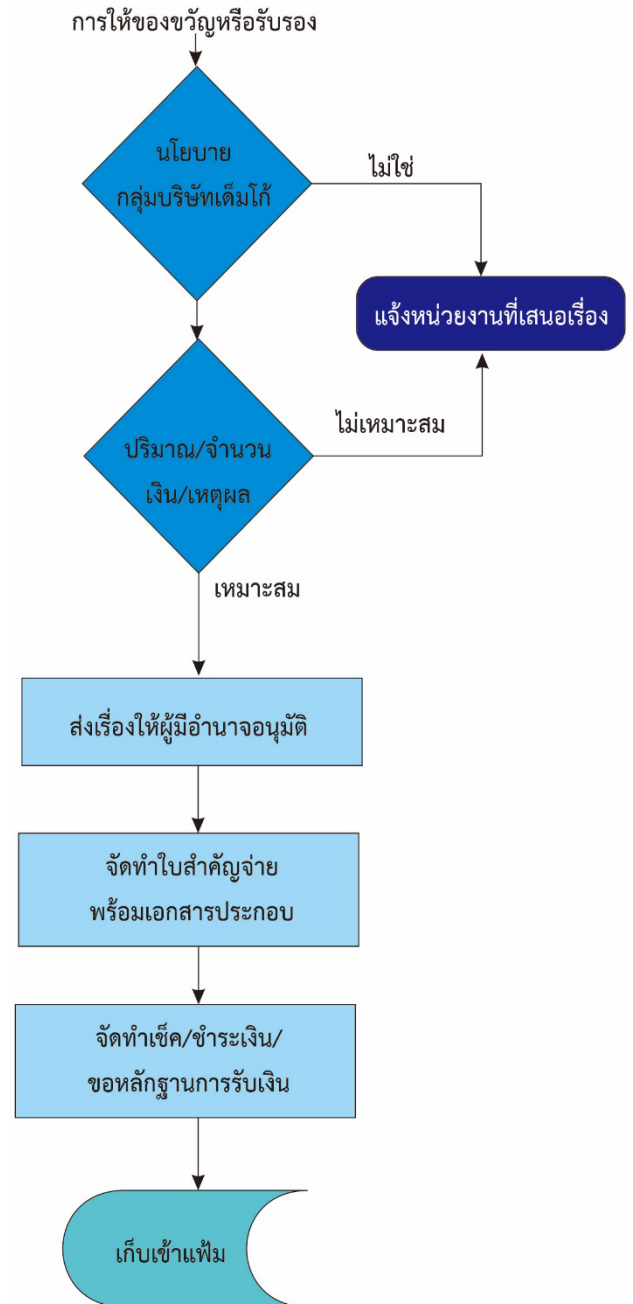 การให้ของขวัญหรือรับรอง
นโยบาย
กลุ่มบริษัทเด็มโก้
ไม่ใช่
แจ้งหน่วยงานที่เสนอเรื่อง
ปริมาณ/จำนวน
เงิน/เหตุผล
ไม่เหมาะสม
เหมาะสม
ส่งเรื่องให้ผู้มีอำนาจอนุมัติ
จัดทำใบสำคัญจ่าย
พร้อมเอกสารประกอบ
จัดทำเช็ค/ชำระเงิน/
ขอหลักฐานการรับเงิน
เก็บเข้าแฟ้ม